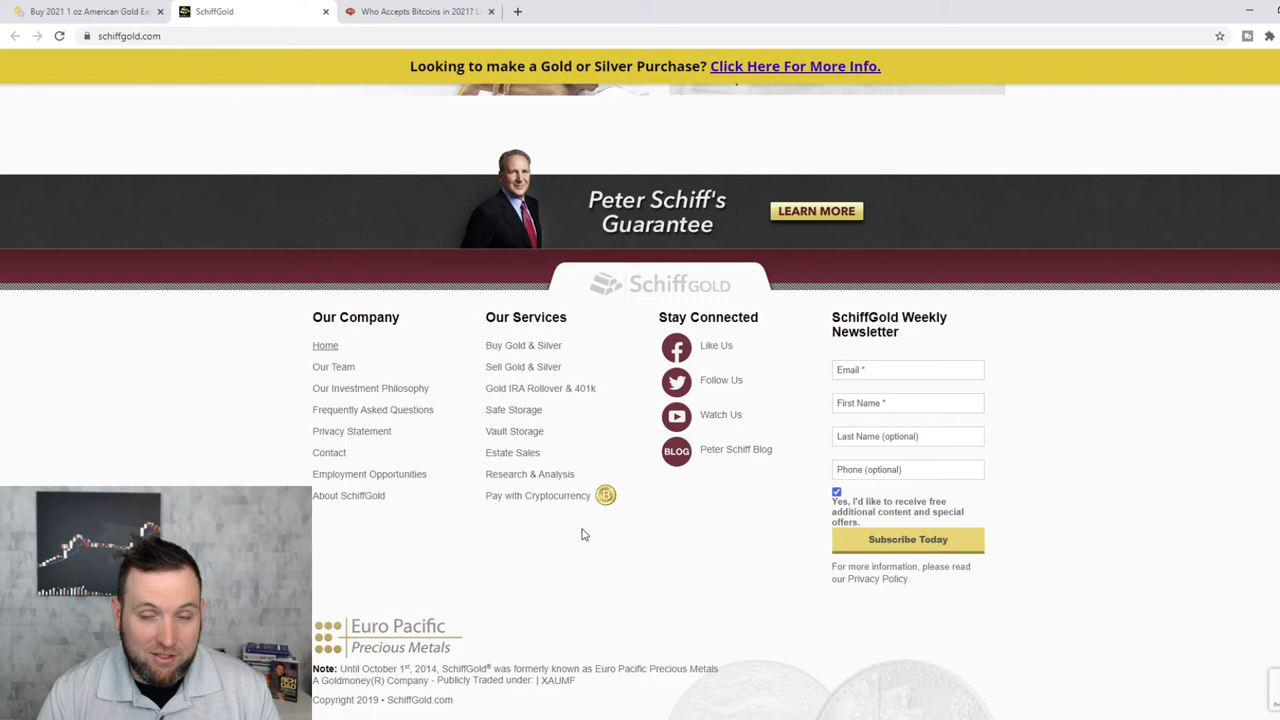 Buy 2021 1 oz American Gold Ea
SchiffGold
Who Accepts Bitcoins in 2021?
schiffgold.com
Looking to make a Gold or Silver Purchase? Click Here For More Info.
Peter Schiff's
Guarantee
LEARN MORE
SchiffGOLD
Our Company
Home
Our Team
Our Investment Philosophy
Frequently Asked Questions
Privacy Statement
Contact
Employment Opportunities
About SchiffGold
Our Services
Buy Gold & Silver
Sell Gold & Silver
Gold IRA Rollover & 401k
Safe Storage
Vault Storage
Estate Sales
Research & Analysis
Pay with Cryptocurrency
Stay Connected
Like Us
Follow Us
Watch Us
BLOG Peter Schiff Blog
SchiffGold Weekly
Newsletter
Email *
First Name *
Last Name (optional)
Phone (optional)
Yes, I'd like to receive free
additional content and special
offers.
Subscribe Today
For more information, please read
our Privacy Policy.
Euro Pacific
Precious Metals
Note: Until October 1st, 2014, SchiffGold® was formerly known as Euro Pacific Precious Metals
A Goldmoney(R) Company - Publicly Traded under: | XAUMF
Copyright 2019 • SchiffGold.com
RICH
DAD